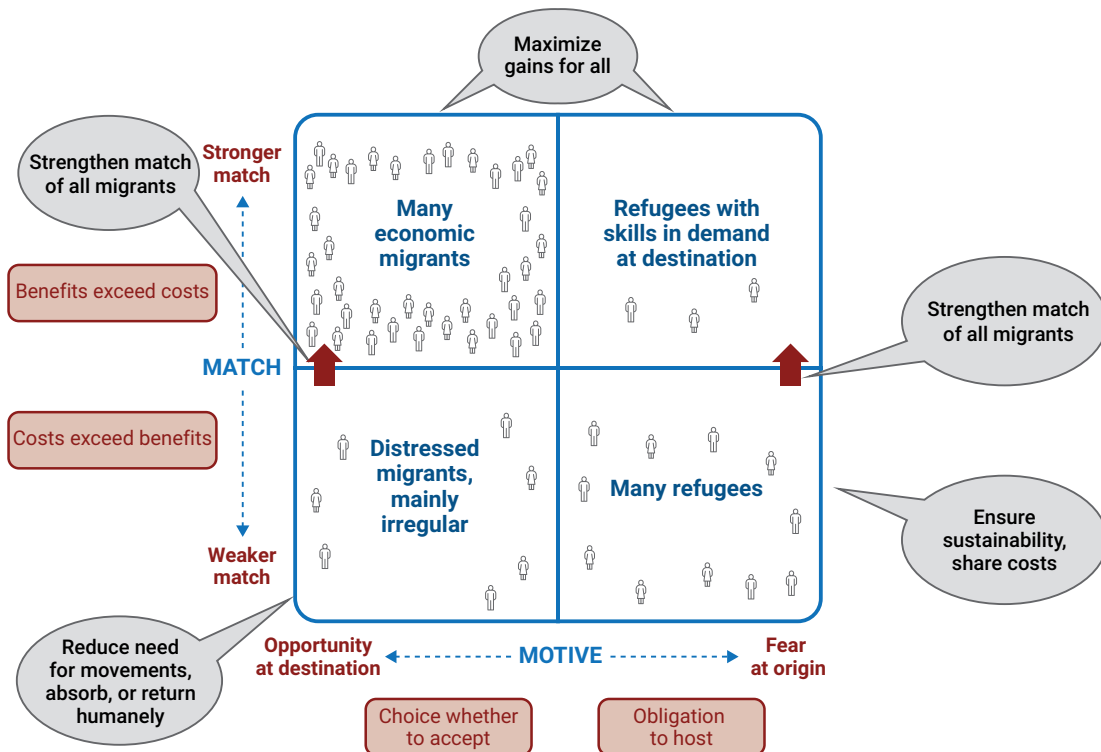 Maximize
gains for all
Strengthen match
of all migrants
Stronger
match
Many
economic
migrants
Refugees with
skills in demand
at destination
Benefits exceed costs
Strengthen match
of all migrants
MATCH
Costs exceed benefits
Distressed
migrants,
mainly
irregular
Many refugees
Ensure
sustainability,
share costs
Weaker
match
Reduce need
for movements,
absorb, or return
humanely
Opportunity
at destination
MOTIVE
Fear
at origin
Choice whether
to accept
Obligation
to host